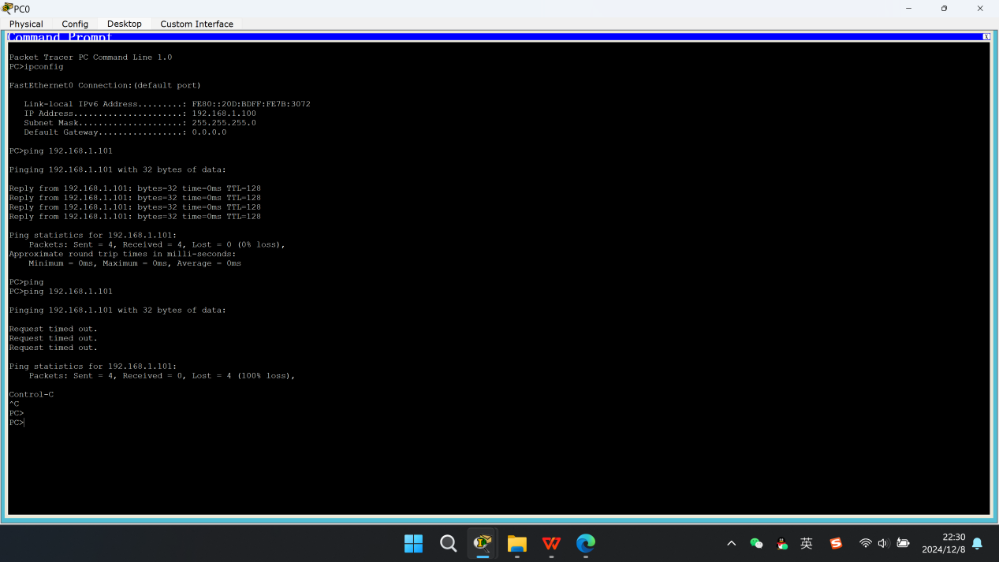 PC0
Physical Config Desktop Custom Interface
Command Prompt
X
Packet Tracer PC Command Line 1.0
PC>ipconfig
FastEthernet0 Connection:(default port)
Link-local IPv6 Address.........: FE80::20D:BDFF:FE7B:3072
IP Address......................: 192.168.1.100
Subnet Mask.....................: 255.255.255.0
Default Gateway.................: 0.0.0.0
PC>ping 192.168.1.101
Pinging 192.168.1.101 with 32 bytes of data:
Reply from 192.168.1.101: bytes=32 time=0ms TTL=128
Reply from 192.168.1.101: bytes=32 time=0ms TTL=128
Reply from 192.168.1.101: bytes=32 time=0ms TTL=128
Reply from 192.168.1.101: bytes=32 time=0ms TTL=128
Ping statistics for 192.168.1.101:
Packets: Sent = 4, Received = 4, Lost = 0 (0% loss),
Approximate round trip times in milli-seconds:
Minimum = 0ms, Maximum = 0ms, Average = 0ms
PC>ping
PC>ping 192.168.1.101
Pinging 192.168.1.101 with 32 bytes of data:
Request timed out.
Request timed out.
Request timed out.
Ping statistics for 192.168.1.101:
Packets: Sent = 4, Received = 0, Lost = 4 (100% loss),
Control-C
^C
PC>
PC>
英
22:30
2024/12/8